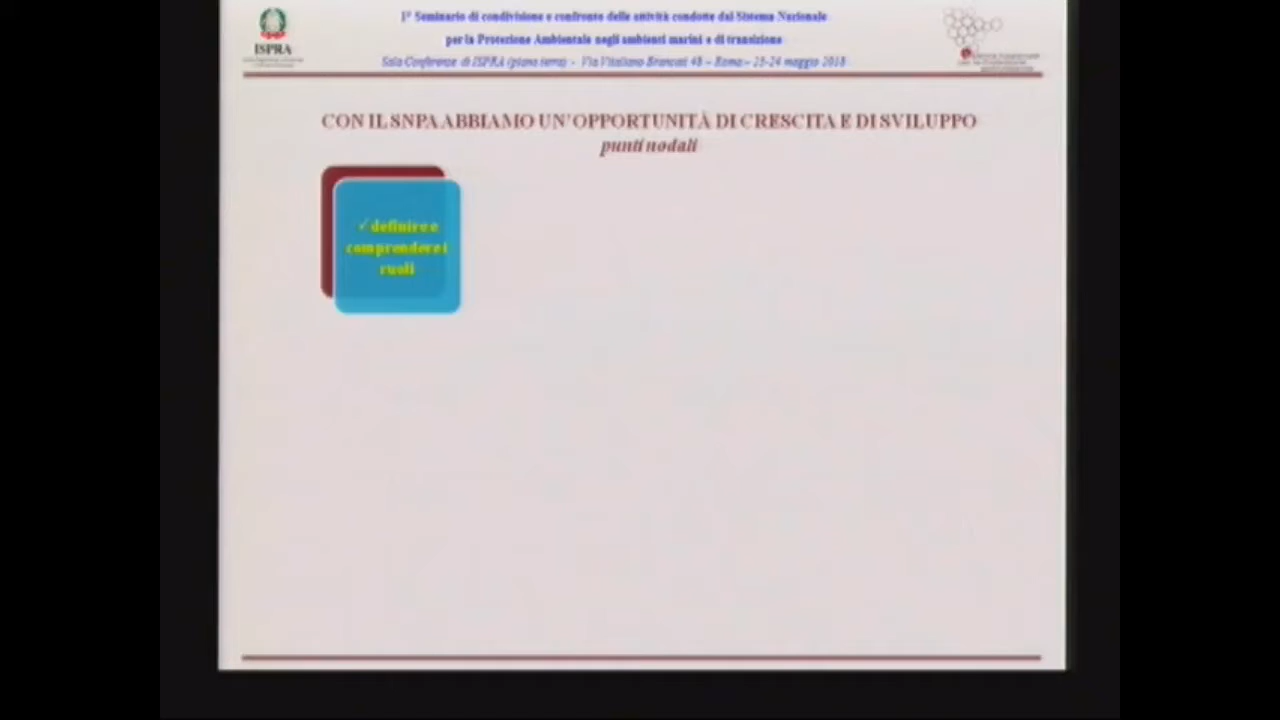 1° Seminario di condivisione e confronto delle attività condotte dal Sistema Nazionale
per la Protezione Ambientale negli ambienti marini e di transizione
Sala Conferenze di ISPRA (piano terra) - Via Vitaliano Brancati 48 – Roma – 23-24 maggio 2018
ISPRA
CON IL SNPA ABBIAMO UN'OPPORTUNITÀ DI CRESCITA E DI SVILUPPO
punti nodali
✓definire e
comprendere i
ruoli